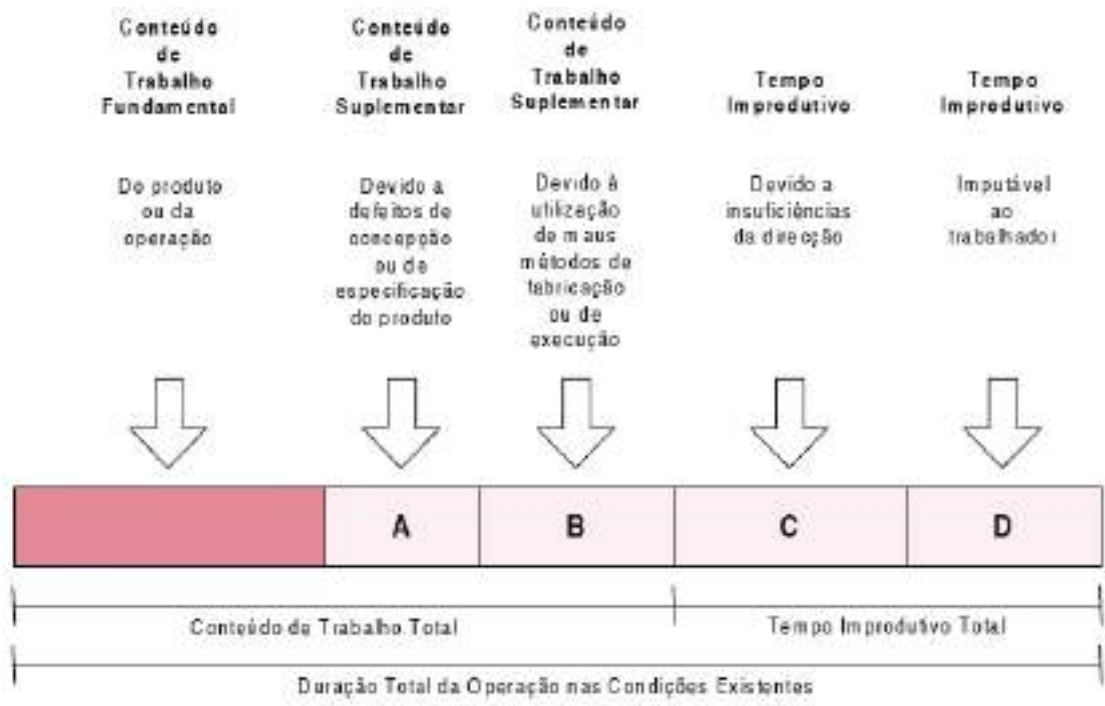 Conteúdo
de
Trabalho
Fundamental
Do produto
ou da
operação
Conteúdo
de
Trabalho
Suplementar
Devido a
defeitos de
concepção
ou de
especificação
do produto
Conteúdo
de
Trabalho
Suplementar
Devido à
utilização
de maus
métodos de
fabricação
ou de
execução
Tempo
Improdutivo
Devido a
insuficiências
da direcção
Tempo
Improdutivo
Imputável
ao
trabalhador
A
B
C
D
Conteúdo de Trabalho Total
Tempo Improdutivo Total
Duração Total da Operação nas Condições Existentes